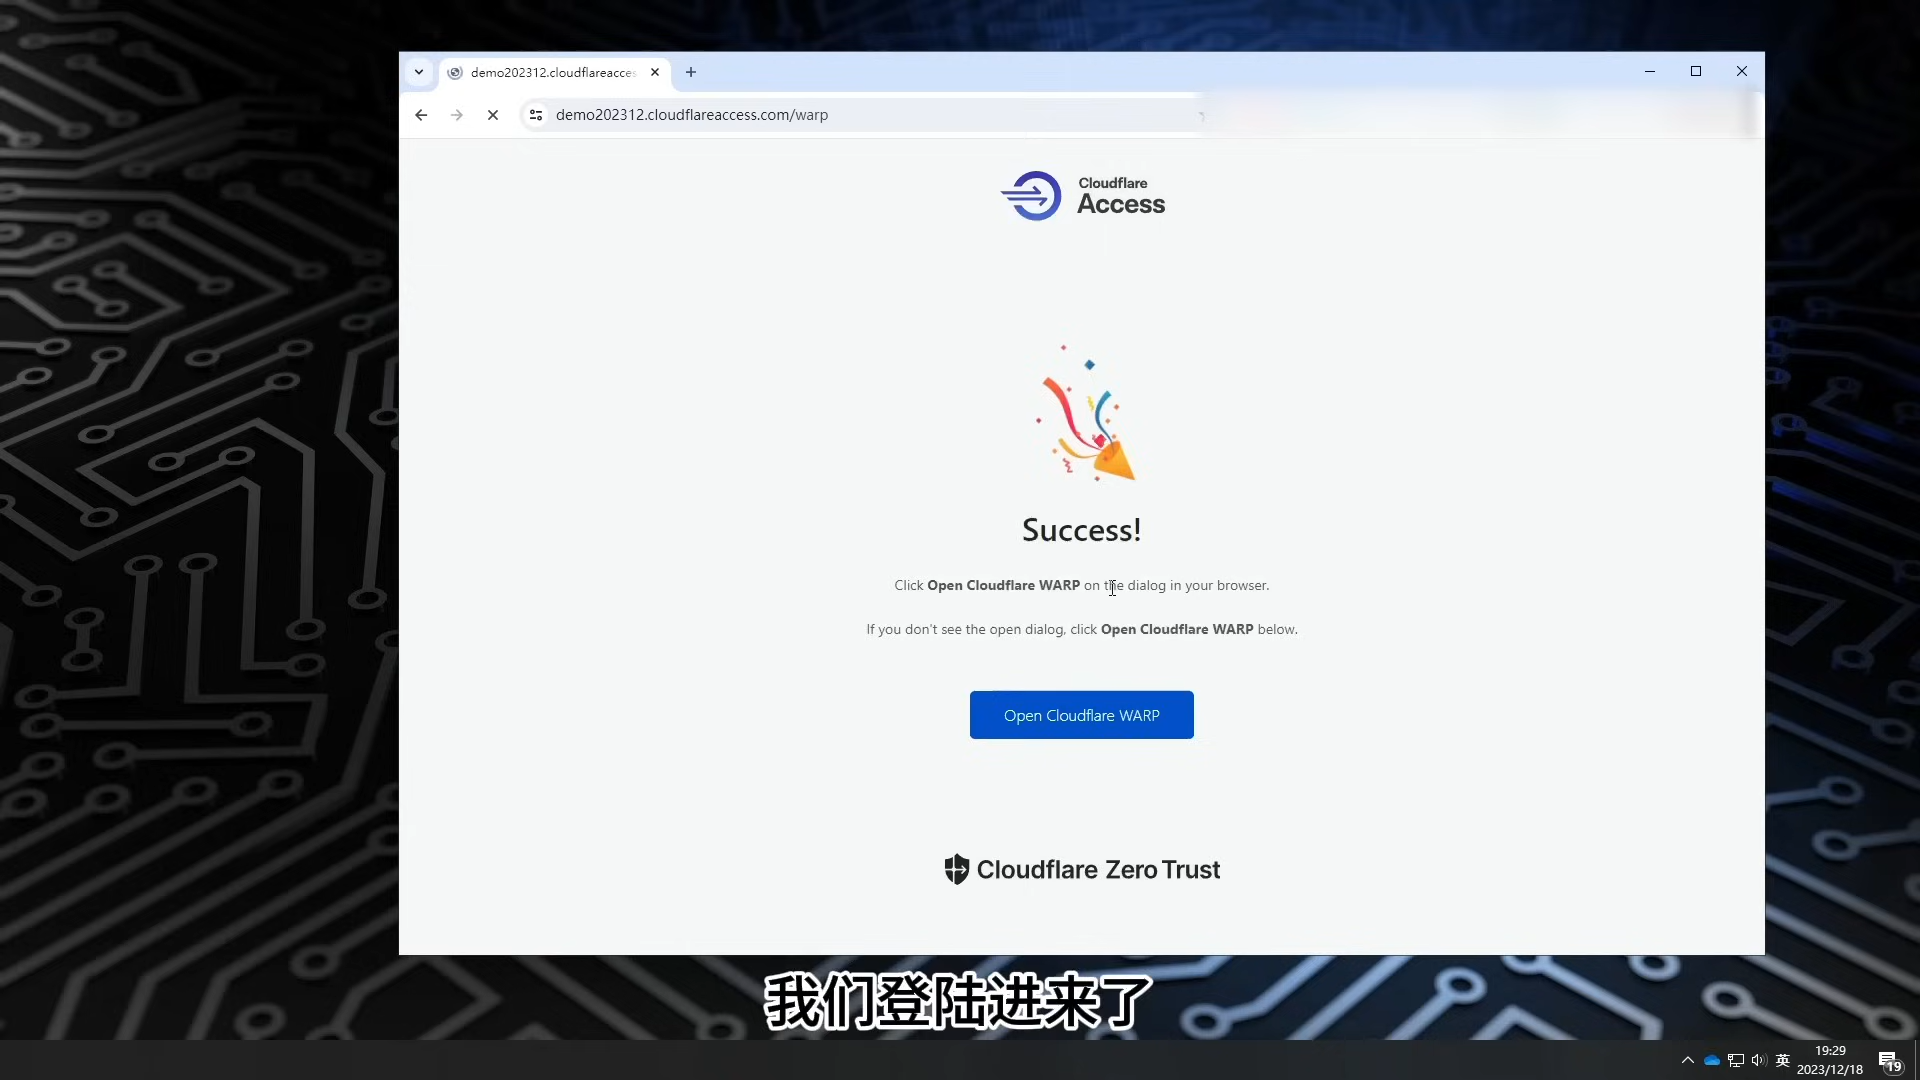 demo202312.cloudflareacces
demo202312.cloudflareaccess.com/warp
Cloudflare
Access
Success!
Click Open Cloudflare WARP on the dialog in your browser.
If you don't see the open dialog, click Open Cloudflare WARP below.
Open Cloudflare WARP
Cloudflare Zero Trust
我们登陆进来了
英
19:29
2023/12/18
19